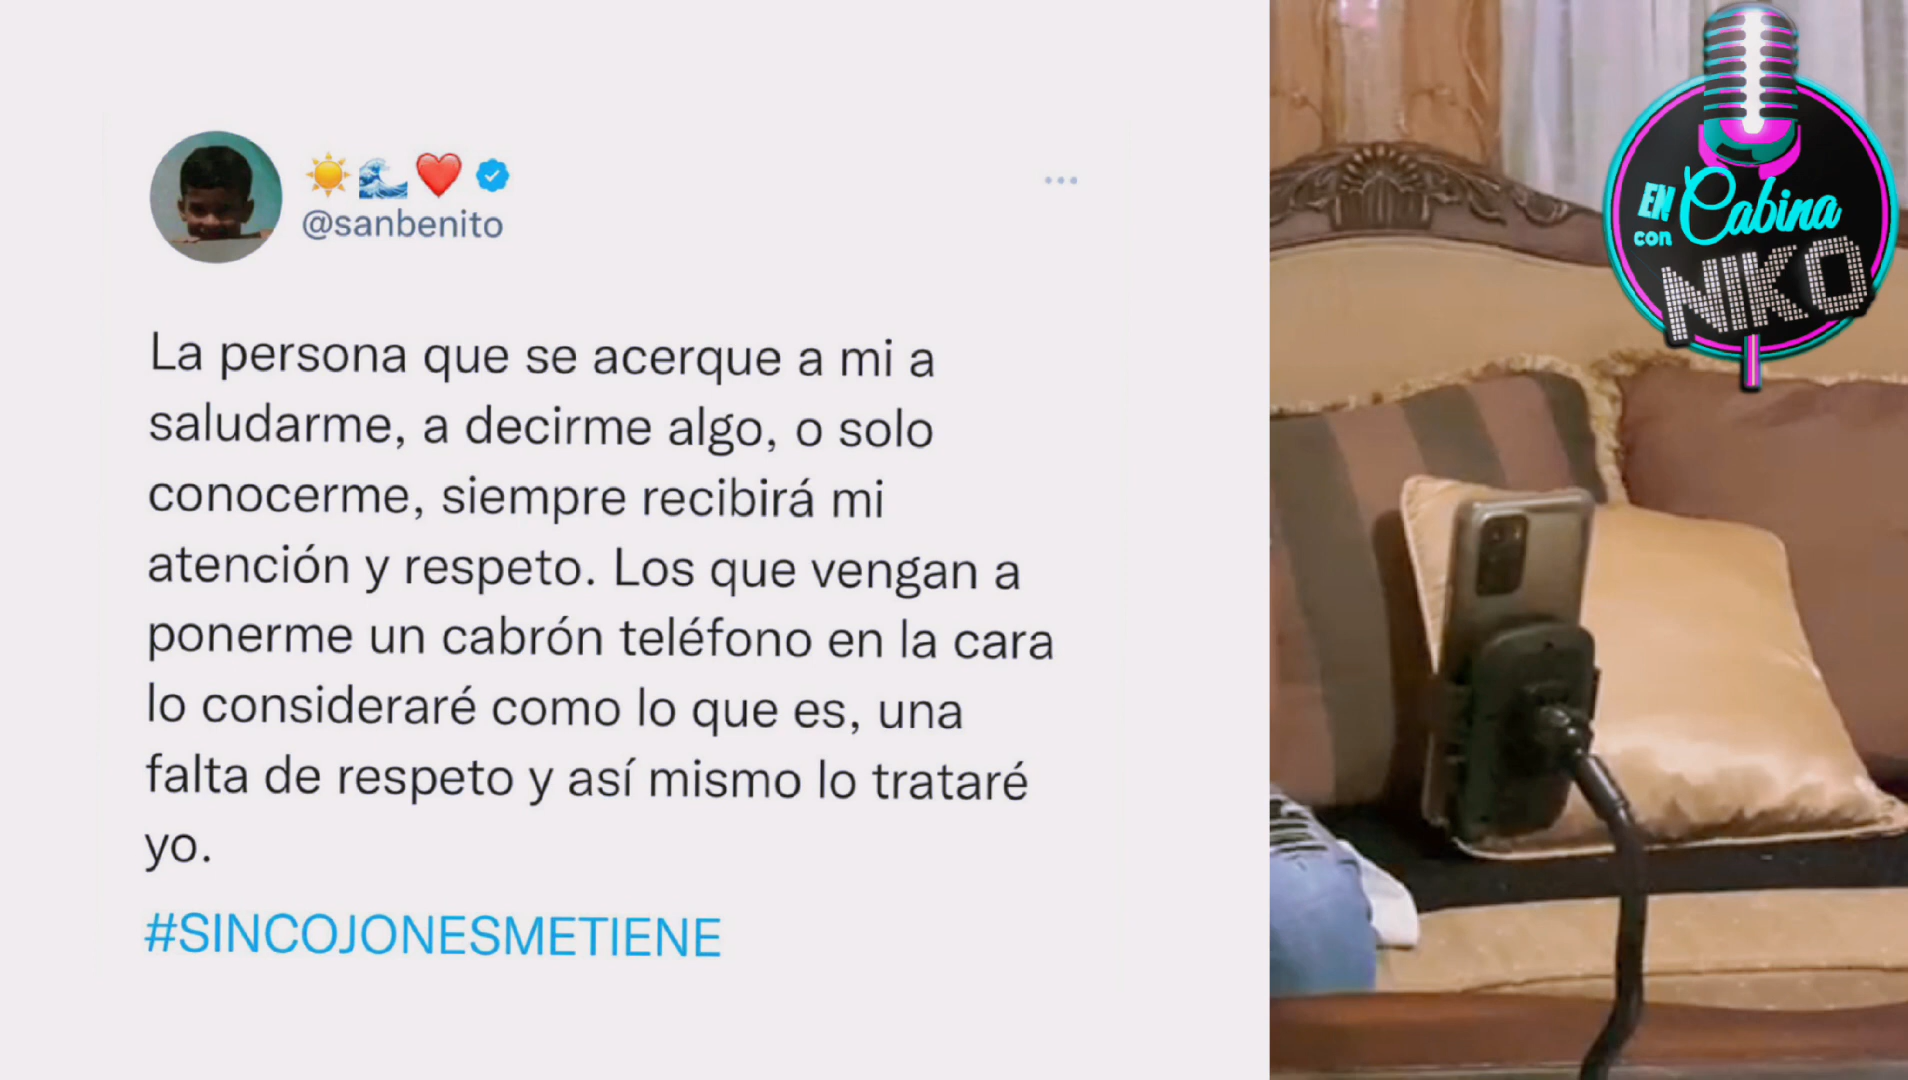 ☀️🌊❤️
@sanbenito
La persona que se acerque a mi a
saludarme, a decirme algo, o solo
conocerme, siempre recibirá mi
atención y respeto. Los que vengan a
ponerme un cabrón teléfono en la cara
lo consideraré como lo que es, una
falta de respeto y así mismo lo trataré
yo.
#SINCOJONESMETIENE
EN
Cabina
con
NIKO